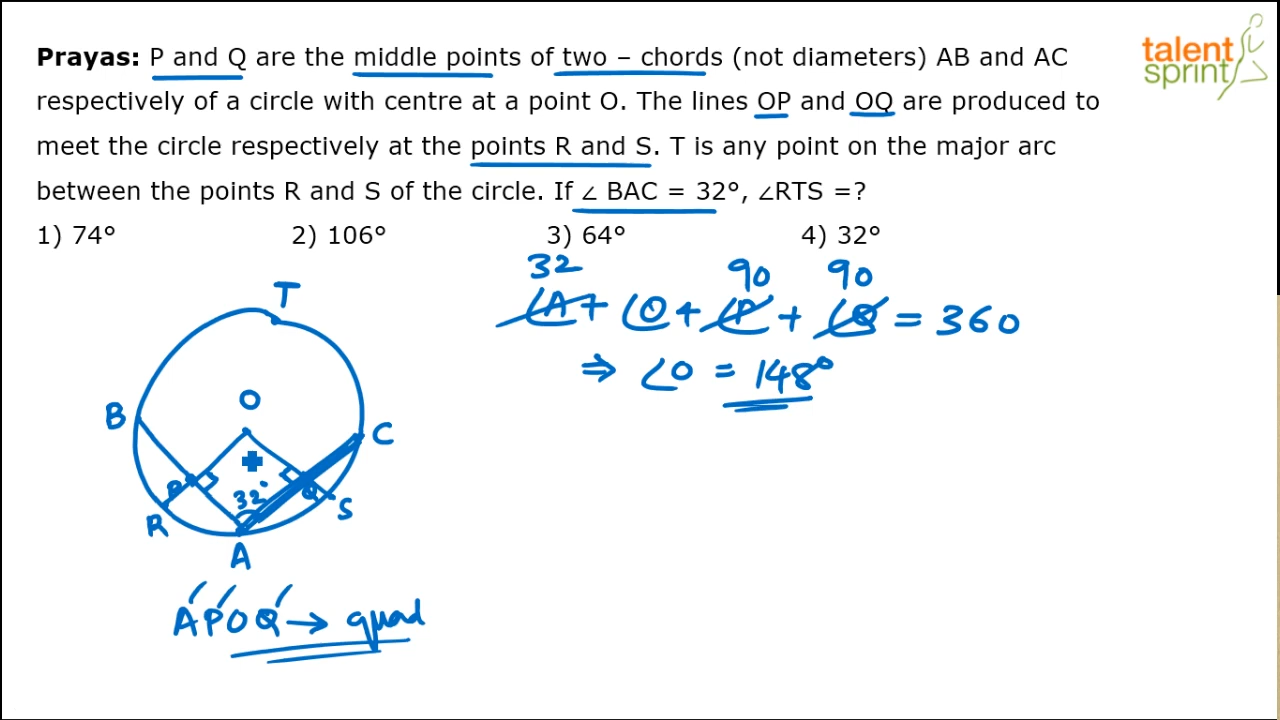 talent
sprint
Prayas: P and Q are the middle points of two – chords (not diameters) AB and AC
respectively of a circle with centre at a point O. The lines OP and OQ are produced to
meet the circle respectively at the points R and S. T is any point on the major arc
between the points R and S of the circle. If ∠ BAC = 32°, ∠RTS =?
1) 74° 2) 106° 3) 64° 4) 32°
32 90 90
∠A + ∠O + ∠P + ∠Q = 360
⇒ ∠O = 148°
T
O
B
C
P
32°
Q
R
S
A
APOQ → quad